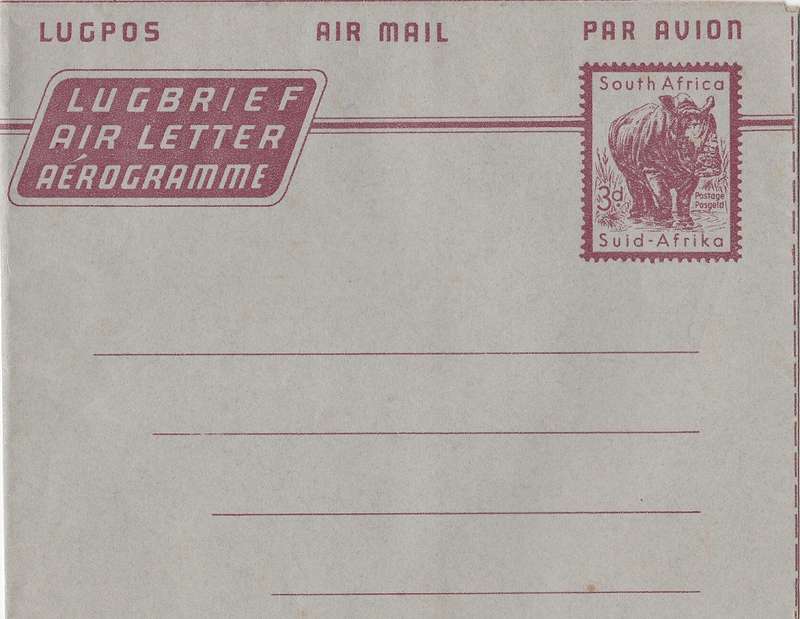 LUGPOS AIR MAIL PAR AVION
LUGBRIEF
AIR LETTER
AÉROGRAMME
South Africa
3d
Postage
Posgeld
Suid-Afrika